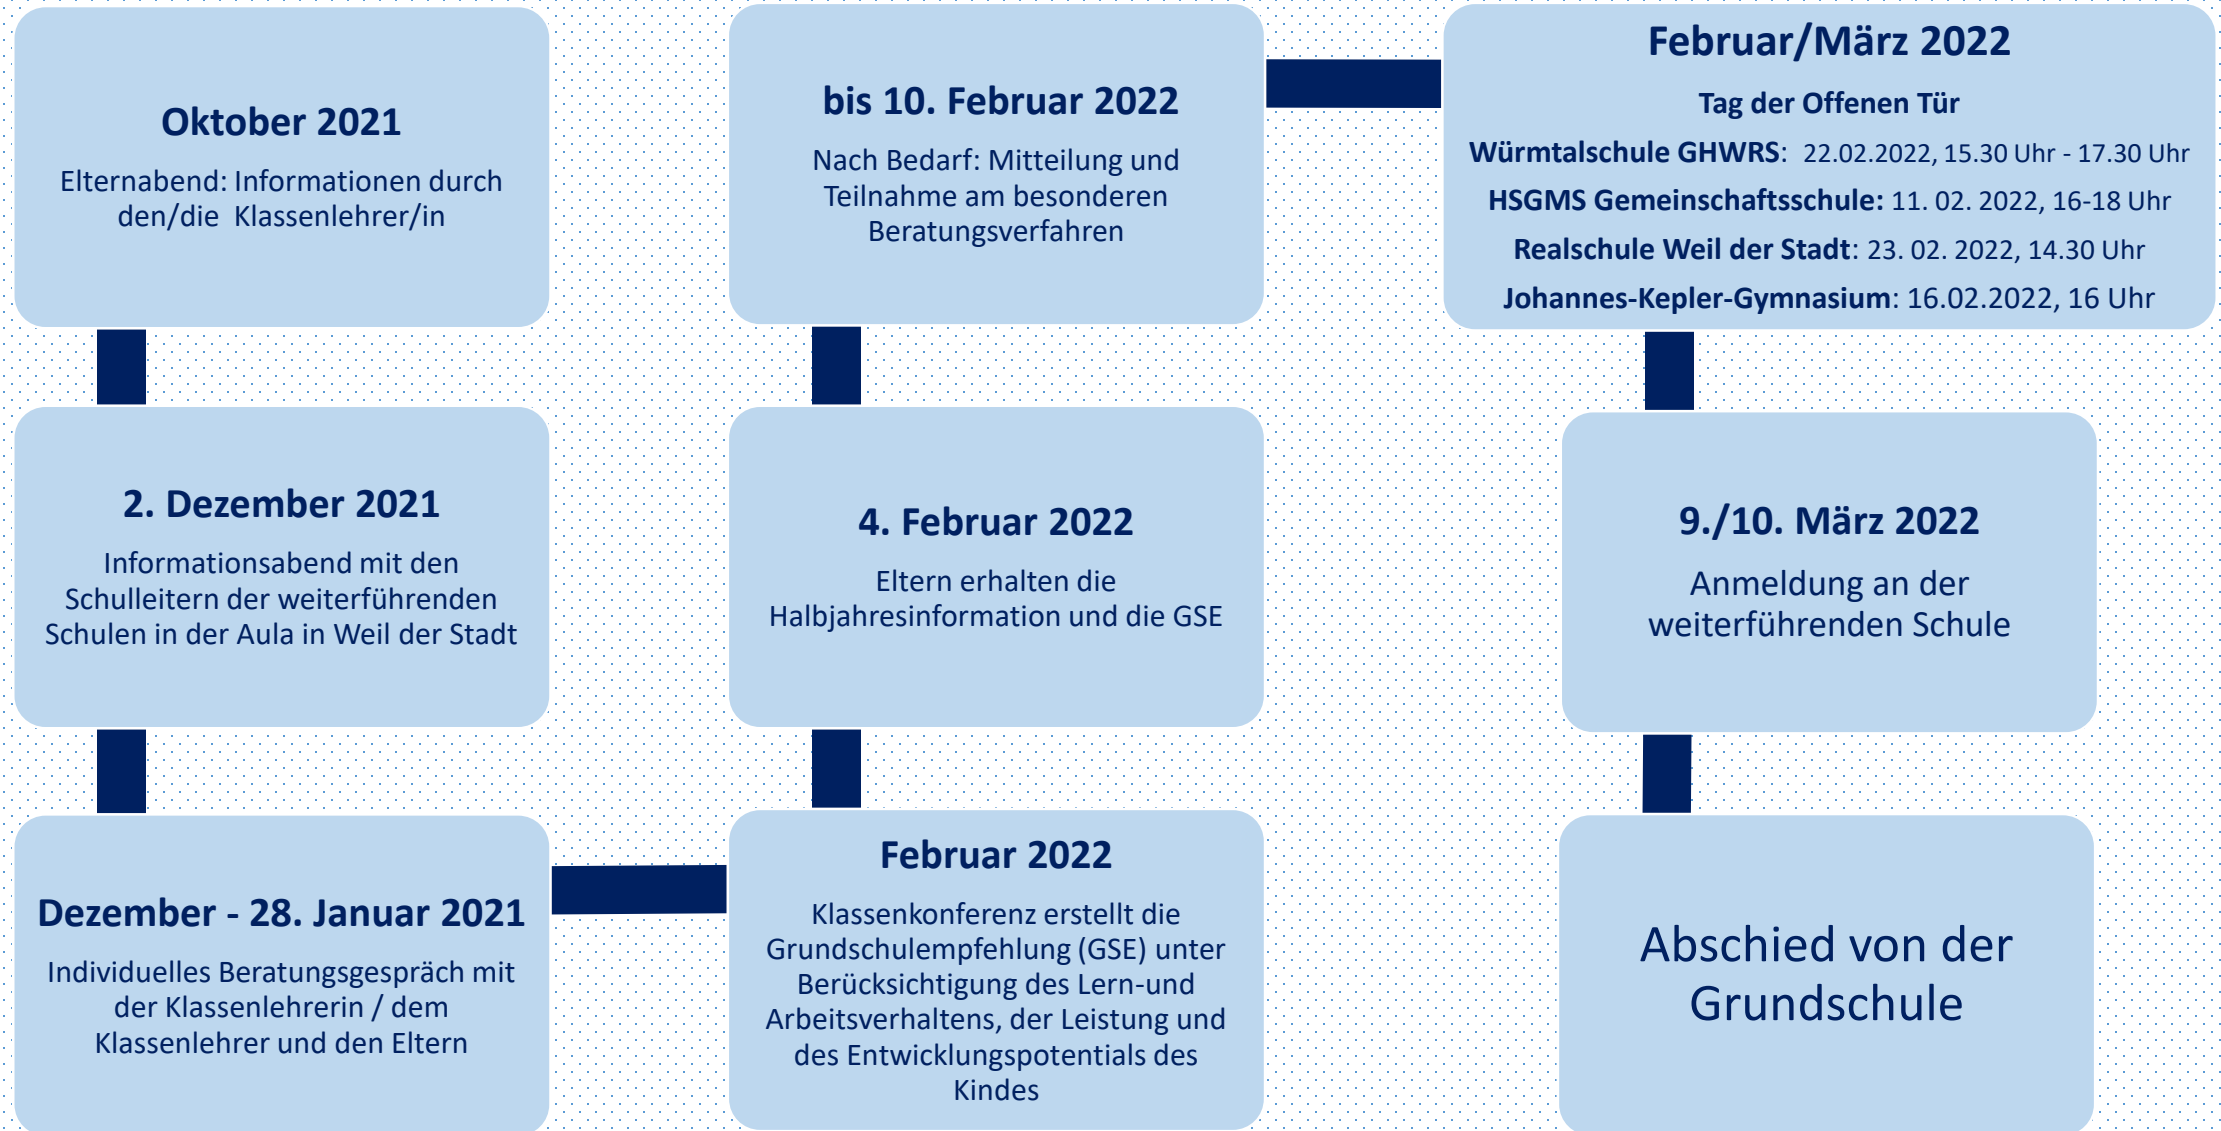 Oktober 2021
Elternabend: Informationen durch
den/die Klassenlehrer/in
2. Dezember 2021
Informationsabend mit den
Schulleitern der weiterführenden
Schulen in der Aula in Weil der Stadt
Dezember - 28. Januar 2021
Individuelles Beratungsgespräch mit
der Klassenlehrerin / dem
Klassenlehrer und den Eltern
Februar 2022
Klassenkonferenz erstellt die
Grundschulempfehlung (GSE) unter
Berücksichtigung des Lern-und
Arbeitsverhaltens, der Leistung und
des Entwicklungspotentials des
Kindes
4. Februar 2022
Eltern erhalten die
Halbjahresinformation und die GSE
bis 10. Februar 2022
Nach Bedarf: Mitteilung und
Teilnahme am besonderen
Beratungsverfahren
Februar/März 2022
Tag der Offenen Tür
Würmtalschule GHWRS: 22.02.2022, 15.30 Uhr - 17.30 Uhr
HSGMS Gemeinschaftsschule: 11. 02. 2022, 16-18 Uhr
Realschule Weil der Stadt: 23. 02. 2022, 14.30 Uhr
Johannes-Kepler-Gymnasium: 16.02.2022, 16 Uhr
9./10. März 2022
Anmeldung an der
weiterführenden Schule
Abschied von der
Grundschule